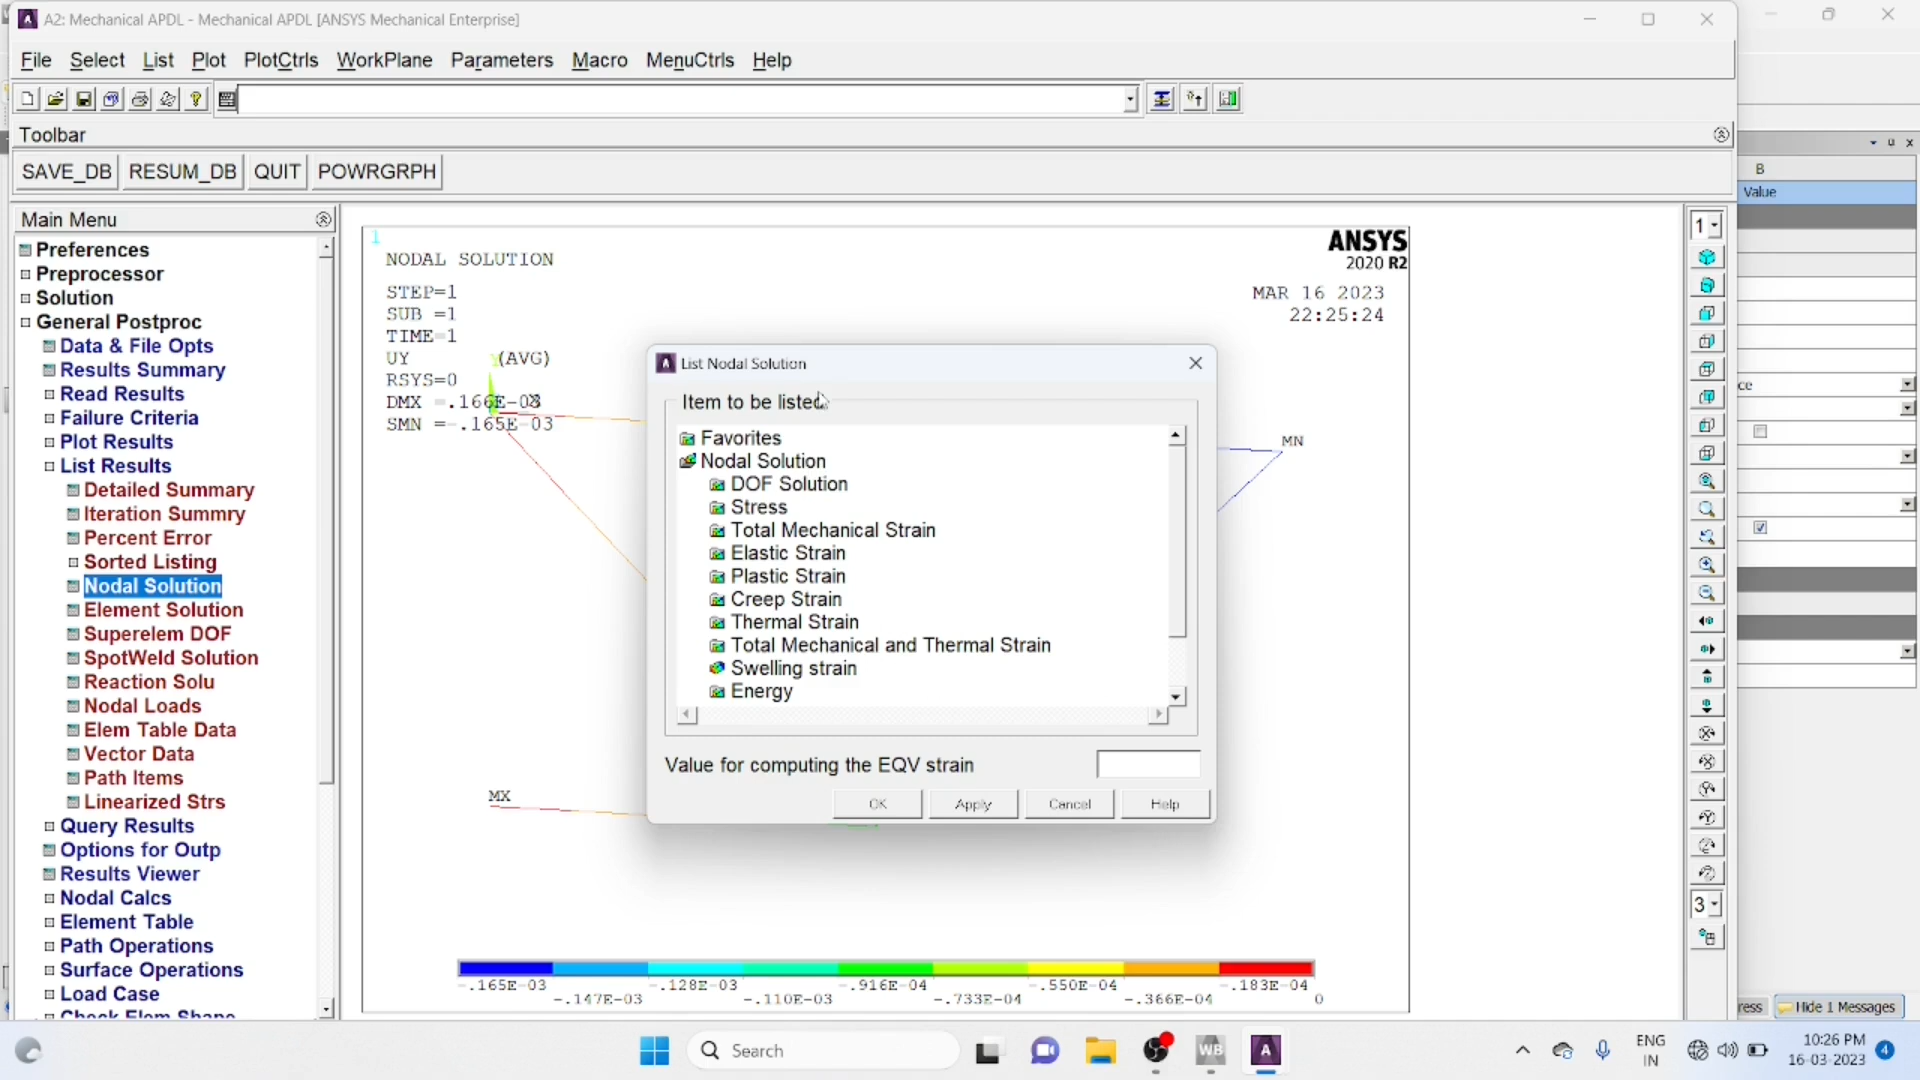 A2: Mechanical APDL - Mechanical APDL [ANSYS Mechanical Enterprise]
File Select List Plot PlotCtrls WorkPlane Parameters Macro MenuCtrls Help
Toolbar
SAVE_DB RESUM_DB QUIT POWRGRPH
Main Menu
Preferences
Preprocessor
Solution
General Postproc
Data & File Opts
Results Summary
Read Results
Failure Criteria
Plot Results
List Results
Detailed Summary
Iteration Summry
Percent Error
Sorted Listing
Nodal Solution
Element Solution
Superelem DOF
SpotWeld Solution
Reaction Solu
Nodal Loads
Elem Table Data
Vector Data
Path Items
Linearized Strs
Query Results
Options for Outp
Results Viewer
Nodal Calcs
Element Table
Path Operations
Surface Operations
Load Case
Check Elem Shape
1
NODAL SOLUTION
STEP=1
SUB =1
TIME=1
UY (AVG)
RSYS=0
DMX =.166E-03
SMN =-.165E-03
ANSYS
2020 R2
MAR 16 2023
22:25:24
MN
MX
List Nodal Solution
Item to be listed
Favorites
Nodal Solution
DOF Solution
Stress
Total Mechanical Strain
Elastic Strain
Plastic Strain
Creep Strain
Thermal Strain
Total Mechanical and Thermal Strain
Swelling strain
Energy
Value for computing the EQV strain
OK Apply Cancel Help
-.165E-03 -.128E-03 -.916E-04 -.550E-04 -.183E-04
-.147E-03 -.110E-03 -.733E-04 -.366E-04 0
1
3
B
Value
ce
ress Hide 1 Messages
Search
WB
A
ENG
IN
10:26 PM
16-03-2023
4